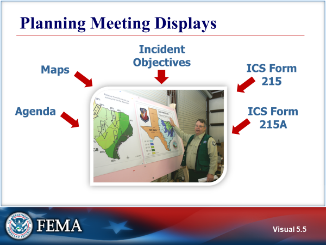 Planning Meeting Displays
Incident
Objectives
Maps
ICS Form
215
Agenda
ICS Form
215A
FEMA
Visual 5.5